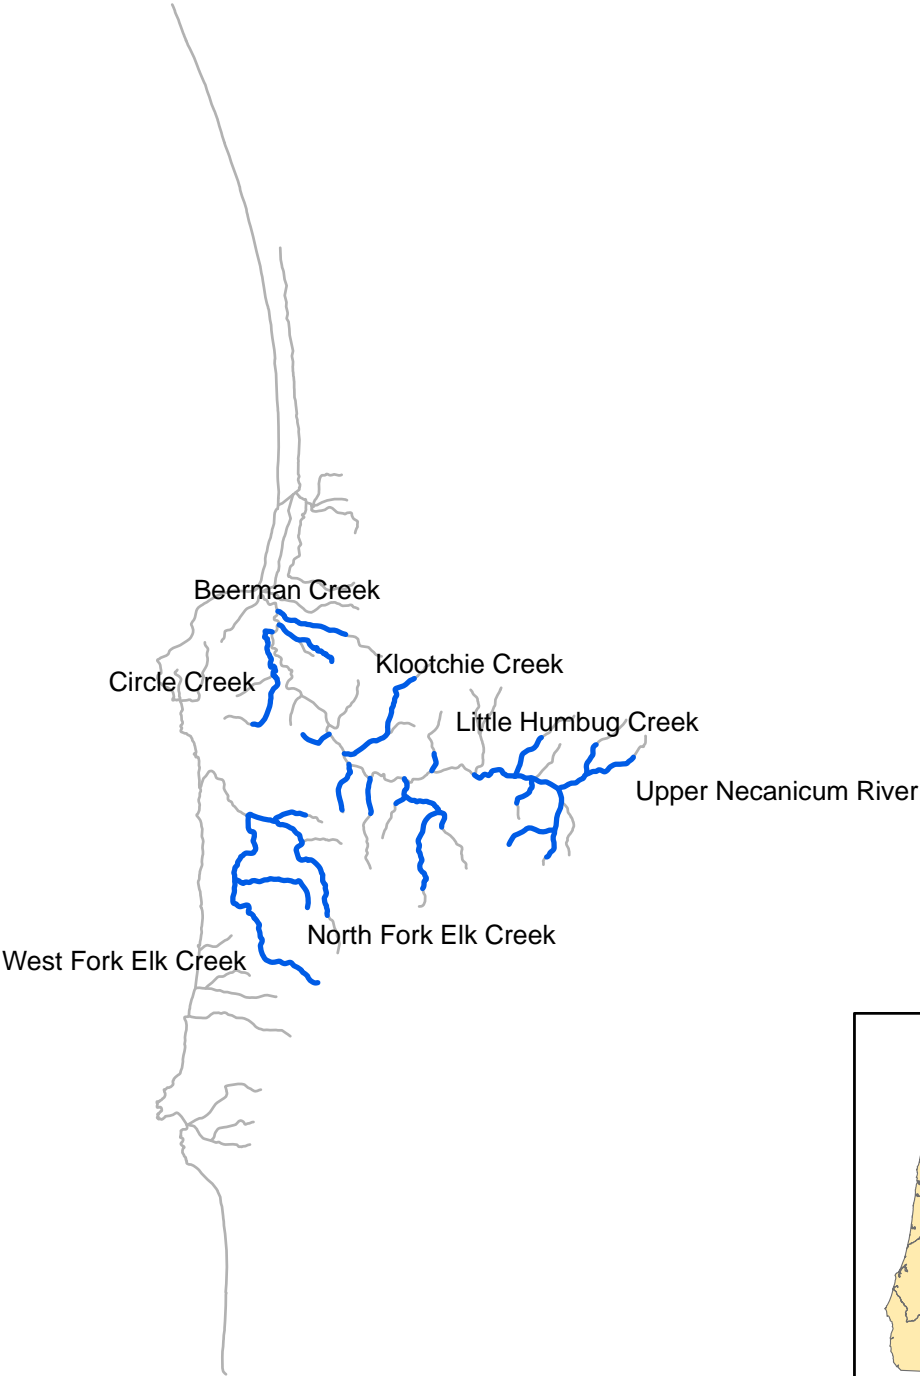 Beerman Creek
Klootchie Creek
Circle Creek
Little Humbug Creek
Upper Necanicum River
North Fork Elk Creek
West Fork Elk Creek